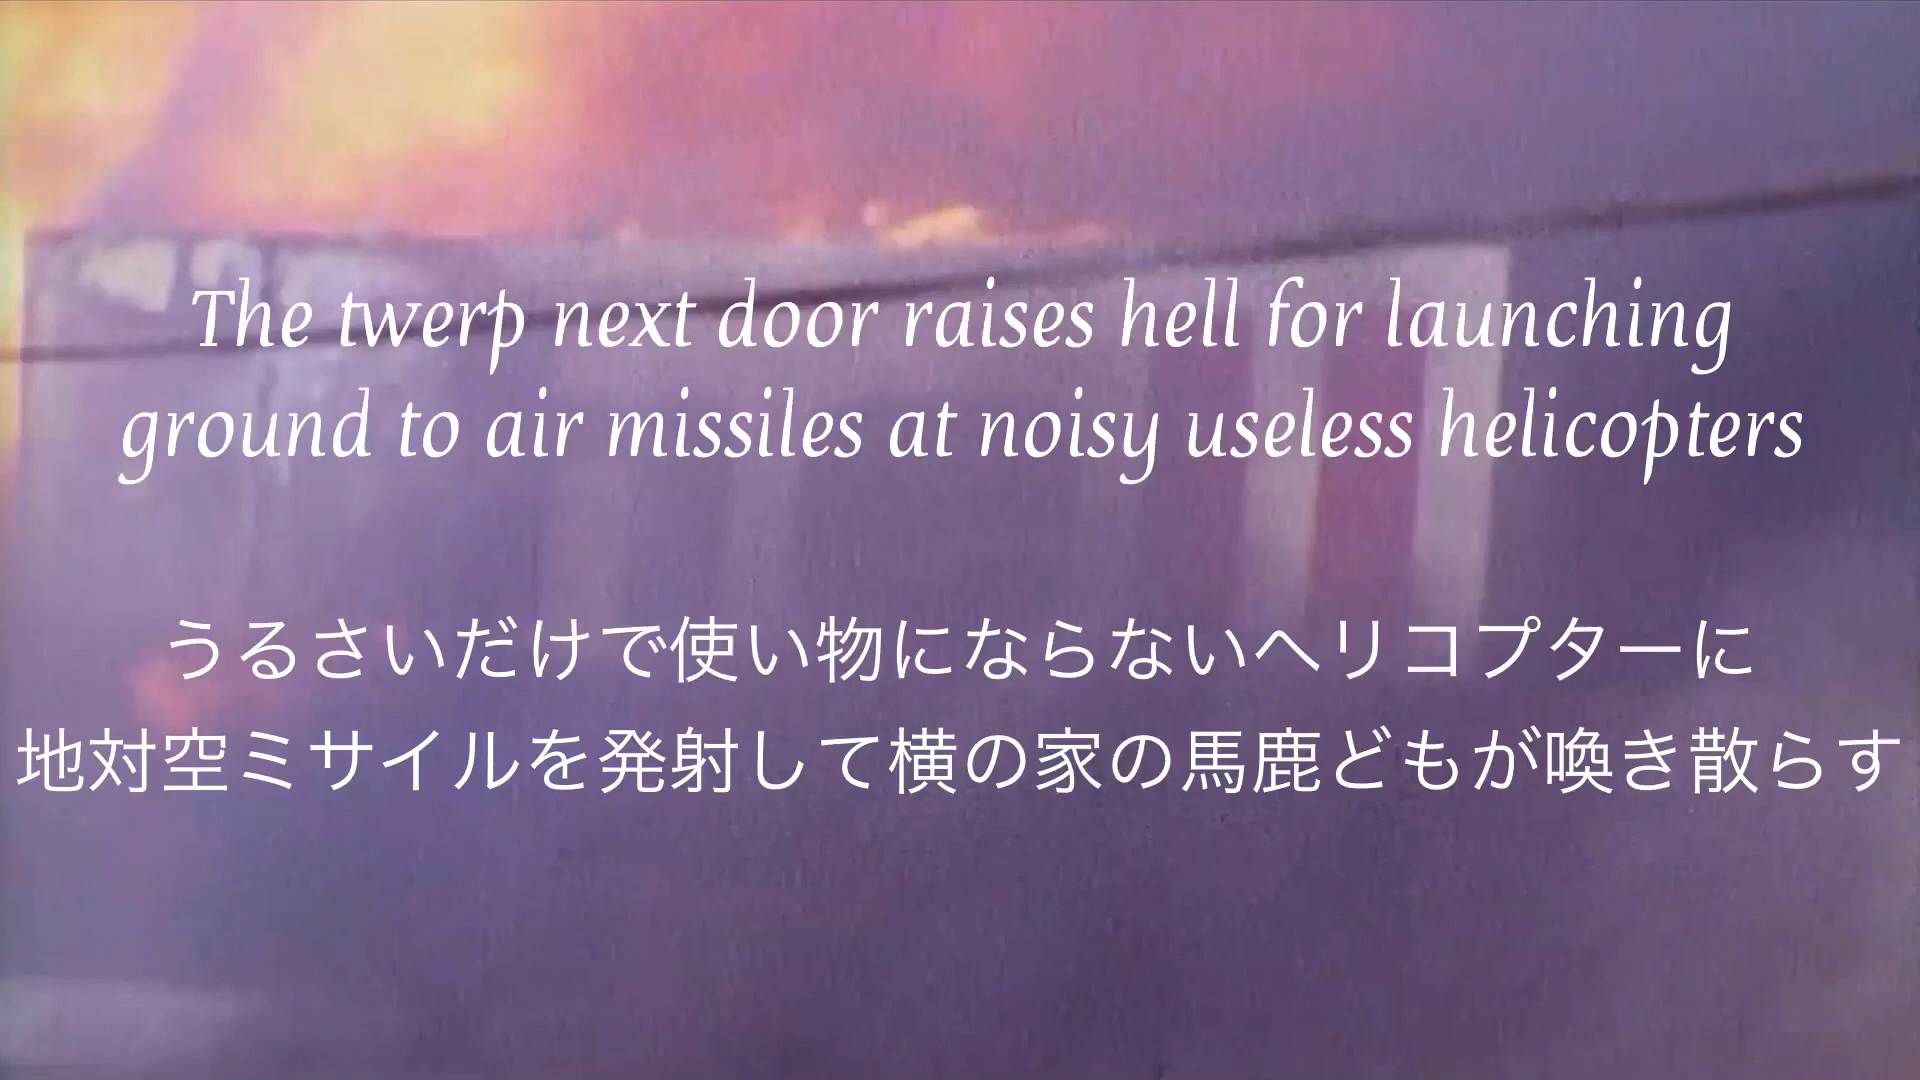 The twerp next door raises hell for launching
ground to air missiles at noisy useless helicopters
うるさいだけで使い物にならないヘリコプターに
地対空ミサイルを発射して横の家の馬鹿どもが喚き散らす